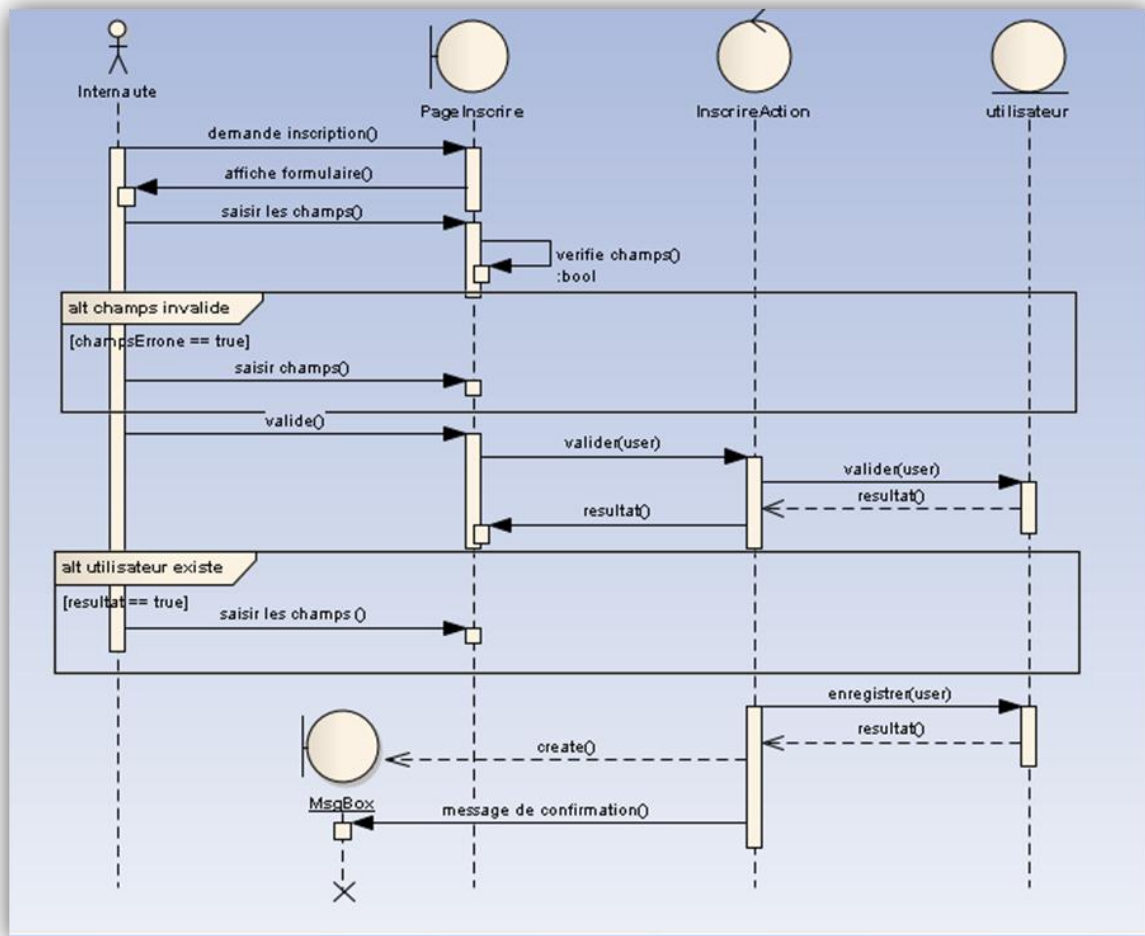 Internaute
PageInscrire
InscrireAction
utilisateur
demande inscription()
affiche formulaire()
saisir les champs()
verifie champs()
:bool
alt champs invalide
[champsErrone == true]
saisir champs()
valide()
valider(user)
valider(user)
resultat()
resultat()
alt utilisateur existe
[resultat == true]
saisir les champs ()
enregistrer(user)
resultat()
create()
MsgBox
message de confirmation()